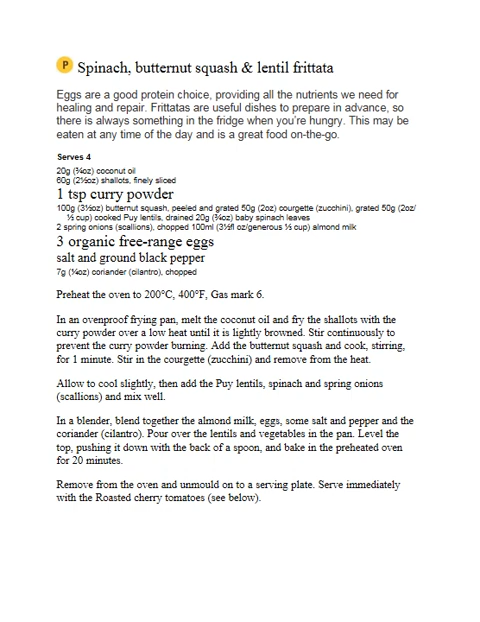 P Spinach, butternut squash & lentil frittata
Eggs are a good protein choice, providing all the nutrients we need for
healing and repair. Frittatas are useful dishes to prepare in advance, so
there is always something in the fridge when you're hungry. This may be
eaten at any time of the day and is a great food on-the-go.
Serves 4
20g (¾oz) coconut oil
60g (2½oz) shallots, finely sliced
1 tsp curry powder
100g (3½oz) butternut squash, peeled and grated 50g (2oz) courgette (zucchini), grated 50g (2oz/
⅓ cup) cooked Puy lentils, drained 20g (¾oz) baby spinach leaves
2 spring onions (scallions), chopped 100ml (3½fl oz/generous ⅓ cup) almond milk
3 organic free-range eggs
salt and ground black pepper
7g (¼oz) coriander (cilantro), chopped
Preheat the oven to 200°C, 400°F, Gas mark 6.
In an ovenproof frying pan, melt the coconut oil and fry the shallots with the
curry powder over a low heat until it is lightly browned. Stir continuously to
prevent the curry powder burning. Add the butternut squash and cook, stirring,
for 1 minute. Stir in the courgette (zucchini) and remove from the heat.
Allow to cool slightly, then add the Puy lentils, spinach and spring onions
(scallions) and mix well.
In a blender, blend together the almond milk, eggs, some salt and pepper and the
coriander (cilantro). Pour over the lentils and vegetables in the pan. Level the
top, pushing it down with the back of a spoon, and bake in the preheated oven
for 20 minutes.
Remove from the oven and unmould on to a serving plate. Serve immediately
with the Roasted cherry tomatoes (see below).